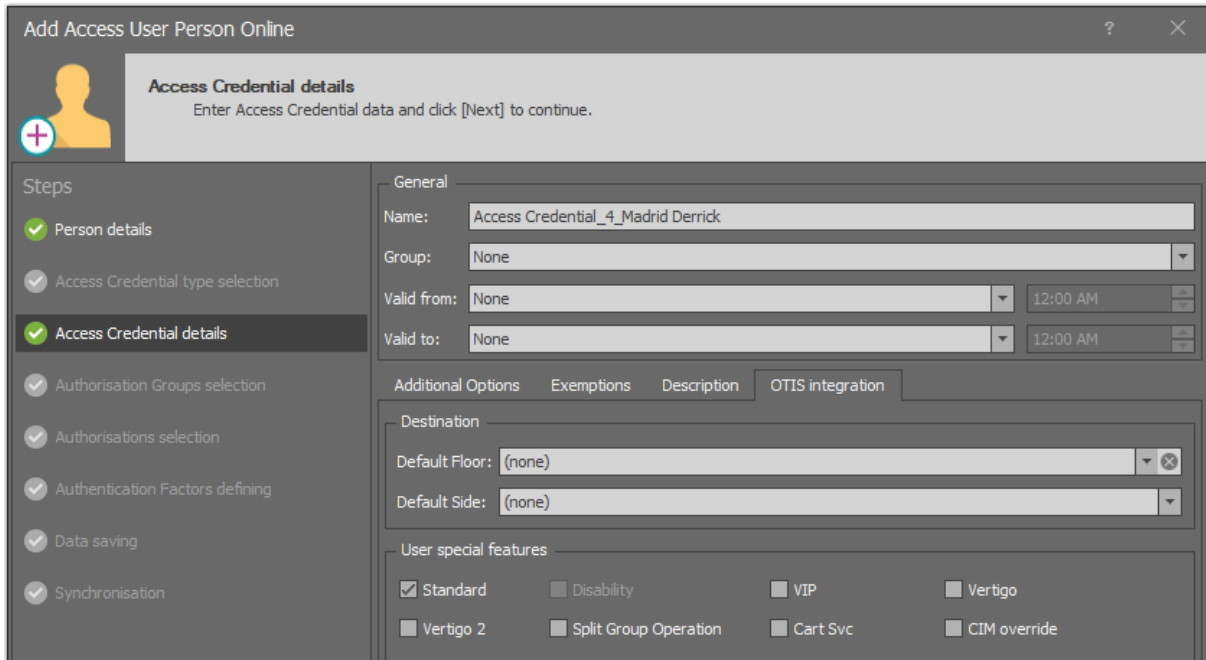 Add Access User Person Online
?
Access Credential details
Enter Access Credential data and click [Next] to continue.
Steps
Person details
Access Credential type selection
Access Credential details
Authorisation Groups selection
Authorisations selection
Authentication Factors defining
Data saving
Synchronisation
General
Name: Access Credential_4_Madrid Derrick
Group: None
Valid from: None 12:00 AM
Valid to: None 12:00 AM
Additional Options Exemptions Description OTIS integration
Destination
Default Floor: (none)
Default Side: (none)
User special features
Standard Disability VIP Vertigo
Vertigo 2 Split Group Operation Cart Svc CIM override